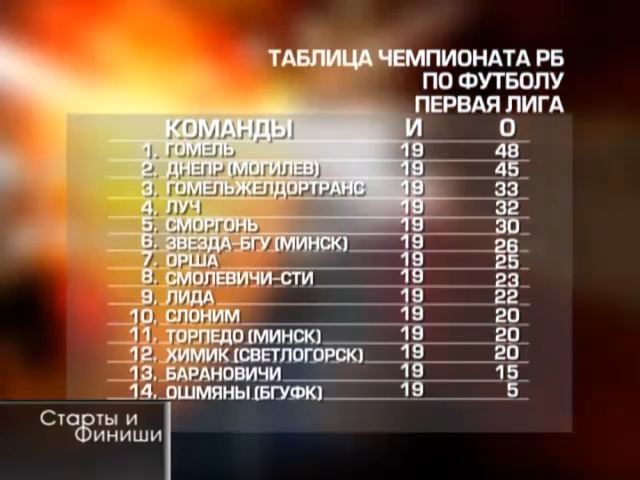 ТАБЛИЦА ЧЕМПИОНАТА РБ
ПО ФУТБОЛУ
ПЕРВАЯ ЛИГА
КОМАНДЫ И О
1. ГОМЕЛЬ 19 48
2. ДНЕПР (МОГИЛЕВ) 19 45
3. ГОМЕЛЬЖЕЛДОРТРАНС 19 33
4. ЛУЧ 19 32
5. СМОРГОНЬ 19 30
6. ЗВЕЗДА-БГУ (МИНСК) 19 26
7. ОРША 19 25
8. СМОЛЕВИЧИ-СТИ 19 23
9. ЛИДА 19 22
10. СЛОНИМ 19 20
11. ТОРПЕДО (МИНСК) 19 20
12. ХИМИК (СВЕТЛОГОРСК) 19 20
13. БАРАНОВИЧИ 19 15
14. ОШМЯНЫ (БГУФК) 19 5
Старты и
Финиши